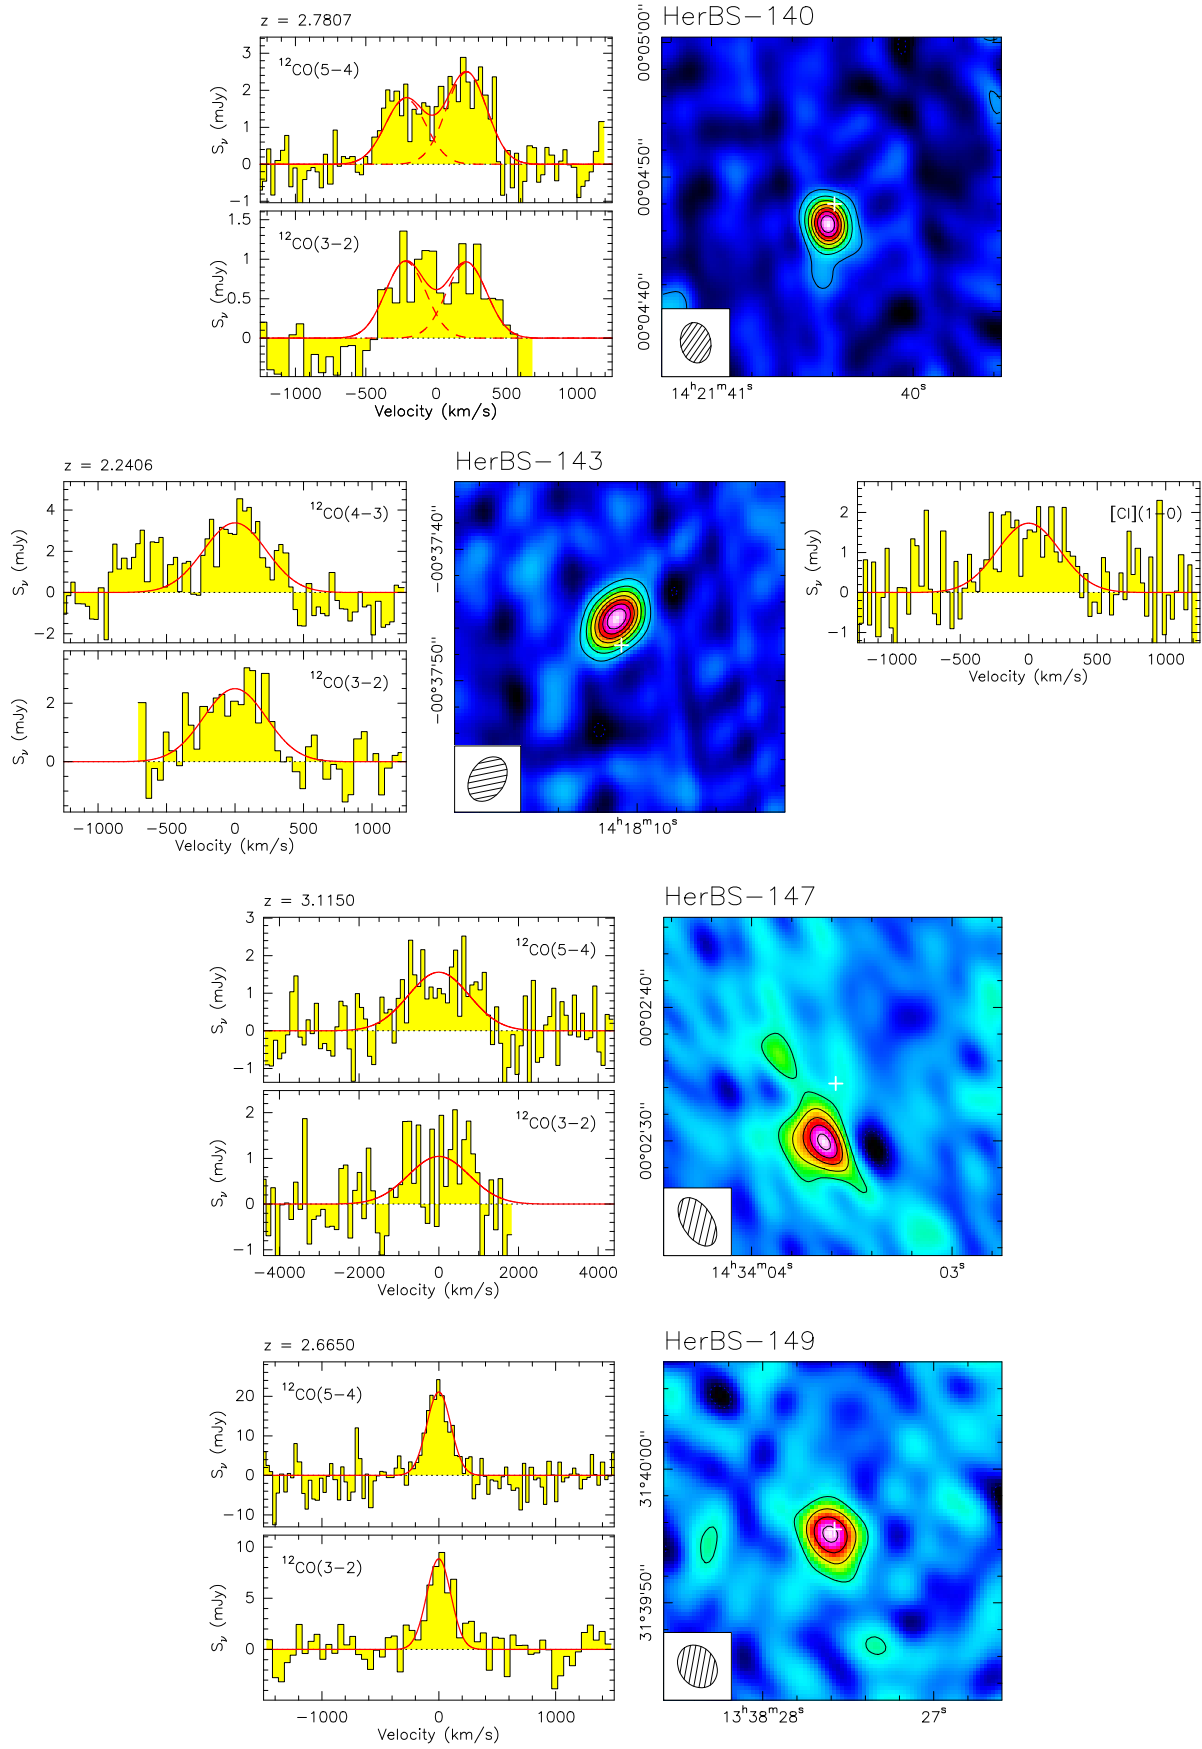 z = 2.7807
HerBS−140
¹²CO(5−4)
Sν (mJy)
3
2
1
0
−1
¹²CO(3−2)
Sν (mJy)
1.5
1
0.5
0
−1000 −500 0 500 1000
Velocity (km/s)
00°05'00''
00°04'50''
00°04'40''
14ʰ21ᵐ41ˢ 40ˢ
z = 2.2406
HerBS−143
¹²CO(4−3)
Sν (mJy)
4
2
0
−2
¹²CO(3−2)
Sν (mJy)
2
0
−1000 −500 0 500 1000
Velocity (km/s)
−00°37'40''
−00°37'50''
14ʰ18ᵐ10ˢ
[CI](1−0)
Sν (mJy)
2
1
0
−1
−1000 −500 0 500 1000
Velocity (km/s)
z = 3.1150
HerBS−147
¹²CO(5−4)
Sν (mJy)
3
2
1
0
−1
¹²CO(3−2)
Sν (mJy)
2
1
0
−1
−4000 −2000 0 2000 4000
Velocity (km/s)
00°02'40''
00°02'30''
14ʰ34ᵐ04ˢ 03ˢ
z = 2.6650
HerBS−149
¹²CO(5−4)
Sν (mJy)
20
10
0
−10
¹²CO(3−2)
Sν (mJy)
10
5
0
−1000 0 1000
Velocity (km/s)
31°40'00''
31°39'50''
13ʰ38ᵐ28ˢ 27ˢ